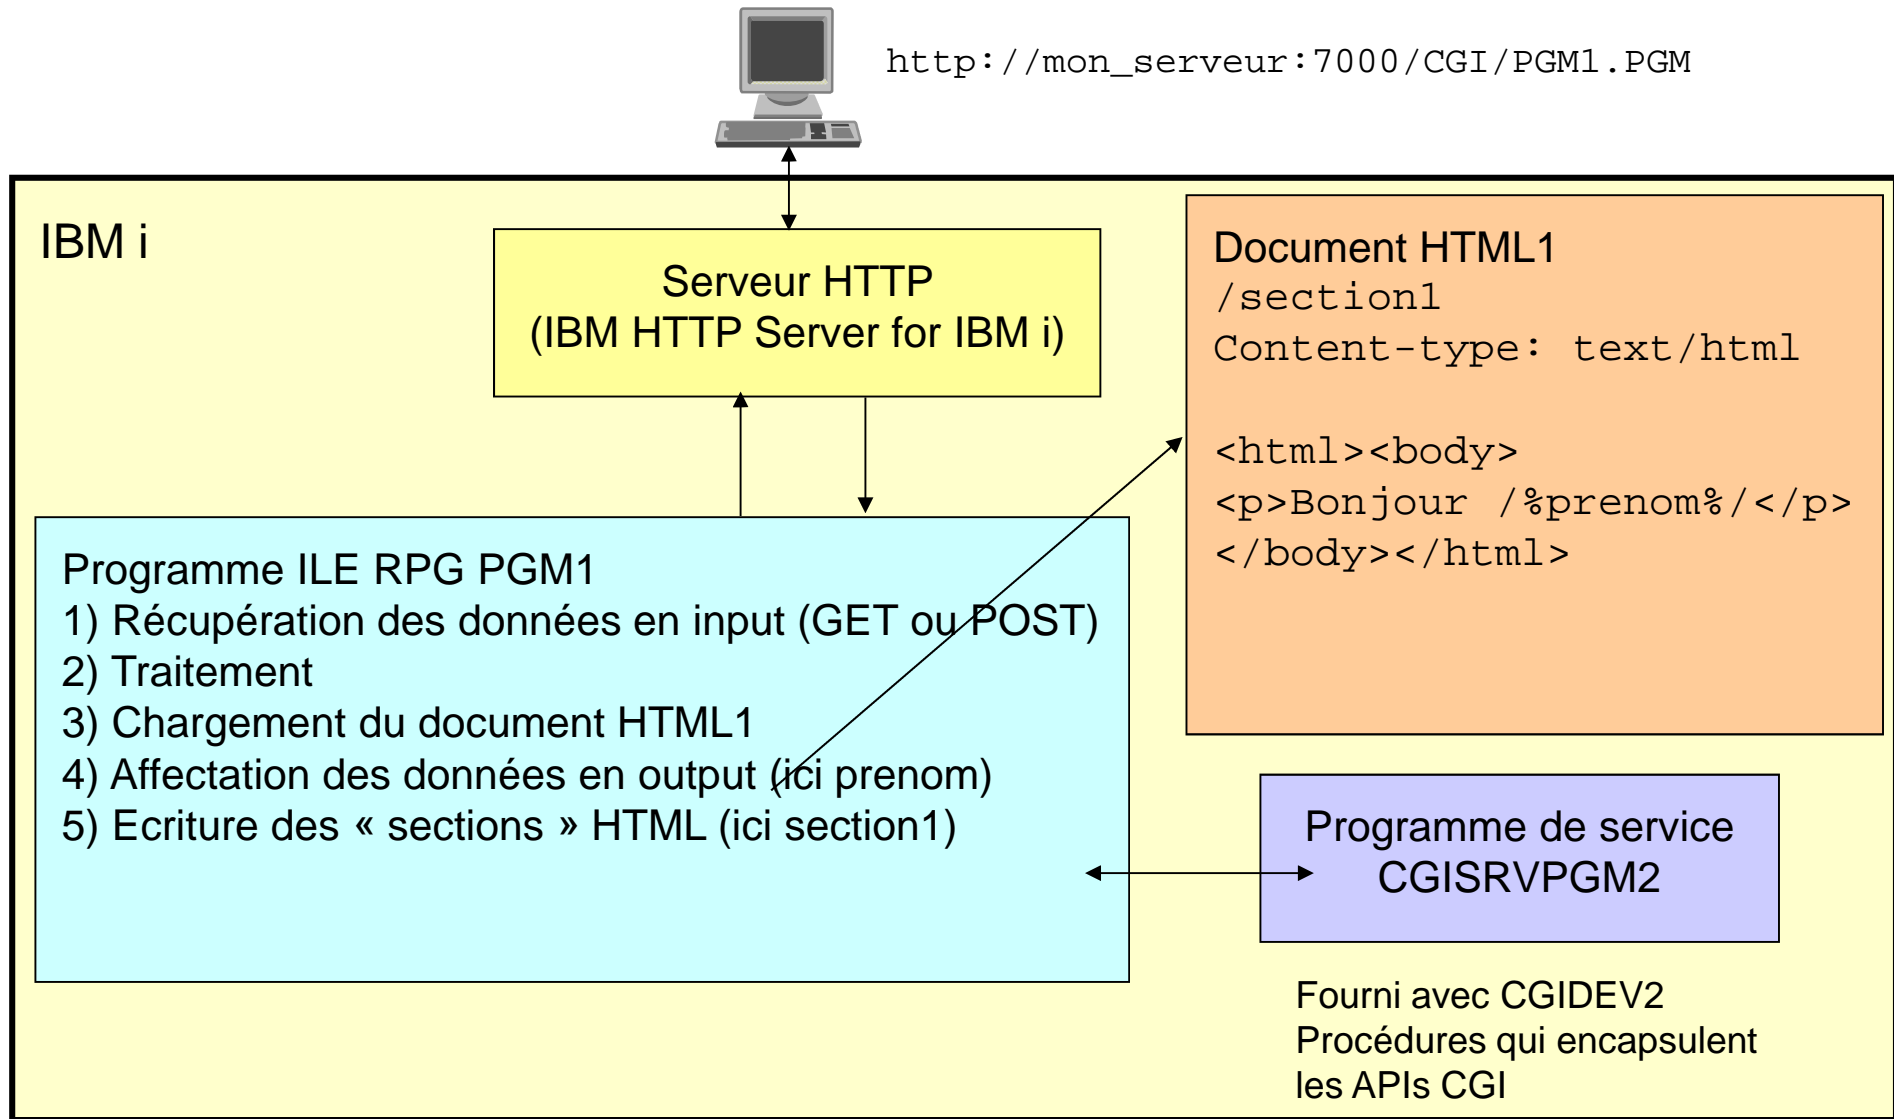 http://mon_serveur:7000/CGI/PGM1.PGM
IBM i
Serveur HTTP
(IBM HTTP Server for IBM i)
Document HTML1
/section1
Content-type: text/html
<html><body>
<p>Bonjour /%prenom%/</p>
</body></html>
Programme ILE RPG PGM1
1) Récupération des données en input (GET ou POST)
2) Traitement
3) Chargement du document HTML1
4) Affectation des données en output (ici prenom)
5) Ecriture des « sections » HTML (ici section1)
Programme de service
CGISRVPGM2
Fourni avec CGIDEV2
Procédures qui encapsulent
les APIs CGI